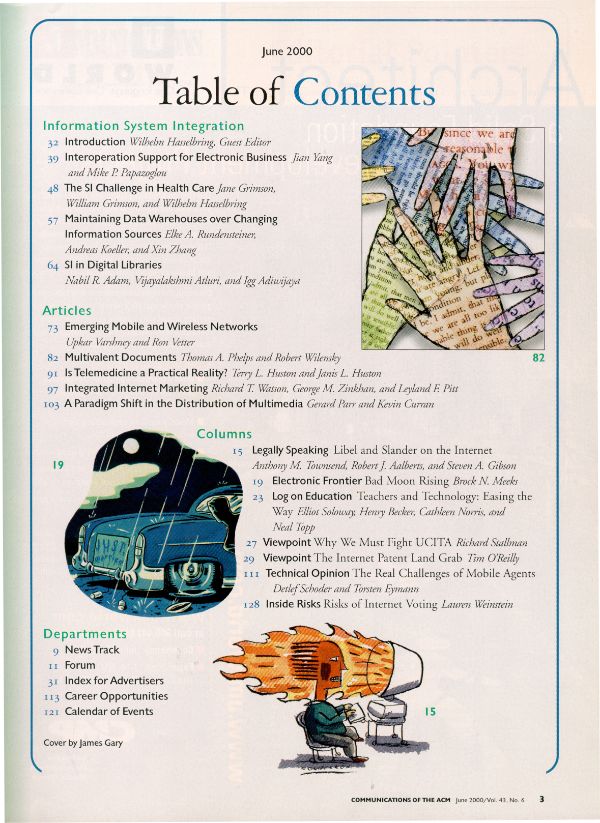 June 2000
Table of Contents
Information System Integration
32 Introduction Wilhelm Hasselbring, Guest Editor
39 Interoperation Support for Electronic Business Jian Yang
and Mike P. Papazoglou
48 The SI Challenge in Health Care Jane Grimson,
William Grimson, and Wilhelm Hasselbring
57 Maintaining Data Warehouses over Changing
Information Sources Elke A. Rundensteiner,
Andreas Koeller, and Xin Zhang
64 SI in Digital Libraries
Nabil R. Adam, Vijayalakshmi Atluri, and Igg Adiwijaya
82
Articles
73 Emerging Mobile and Wireless Networks
Upkar Varshney and Ron Vetter
82 Multivalent Documents Thomas A. Phelps and Robert Wilensky
91 Is Telemedicine a Practical Reality? Terry L. Huston and Janis L. Huston
97 Integrated Internet Marketing Richard T. Watson, George M. Zinkhan, and Leyland F. Pitt
103 A Paradigm Shift in the Distribution of Multimedia Gerard Parr and Kevin Curran
19
Columns
15 Legally Speaking Libel and Slander on the Internet
Anthony M. Townsend, Robert J. Aalberts, and Steven A. Gibson
19 Electronic Frontier Bad Moon Rising Brock N. Meeks
23 Log on Education Teachers and Technology: Easing the
Way Elliot Soloway, Henry Becker, Cathleen Norris, and
Neal Topp
27 Viewpoint Why We Must Fight UCITA Richard Stallman
29 Viewpoint The Internet Patent Land Grab Tim O'Reilly
111 Technical Opinion The Real Challenges of Mobile Agents
Detlef Schoder and Torsten Eymann
128 Inside Risks Risks of Internet Voting Lauren Weinstein
Departments
9 News Track
11 Forum
31 Index for Advertisers
113 Career Opportunities
121 Calendar of Events
15
Cover by James Gary
COMMUNICATIONS OF THE ACM June 2000/Vol. 43, No. 6 3